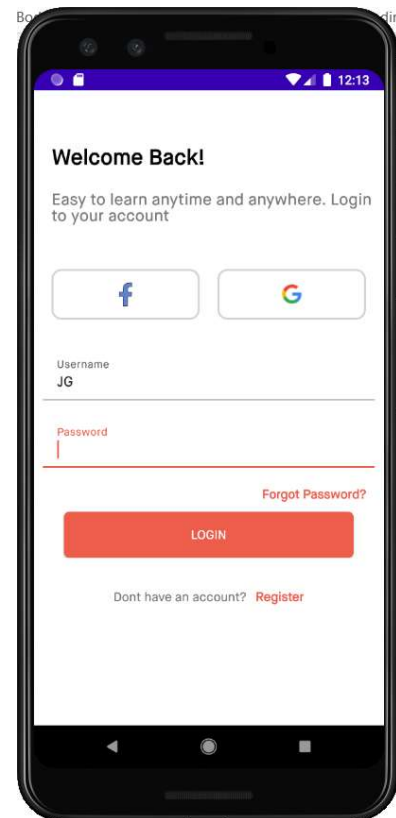 12:13
Welcome Back!
Easy to learn anytime and anywhere. Login
to your account
Username
JG
Password
Forgot Password?
LOGIN
Dont have an account? Register